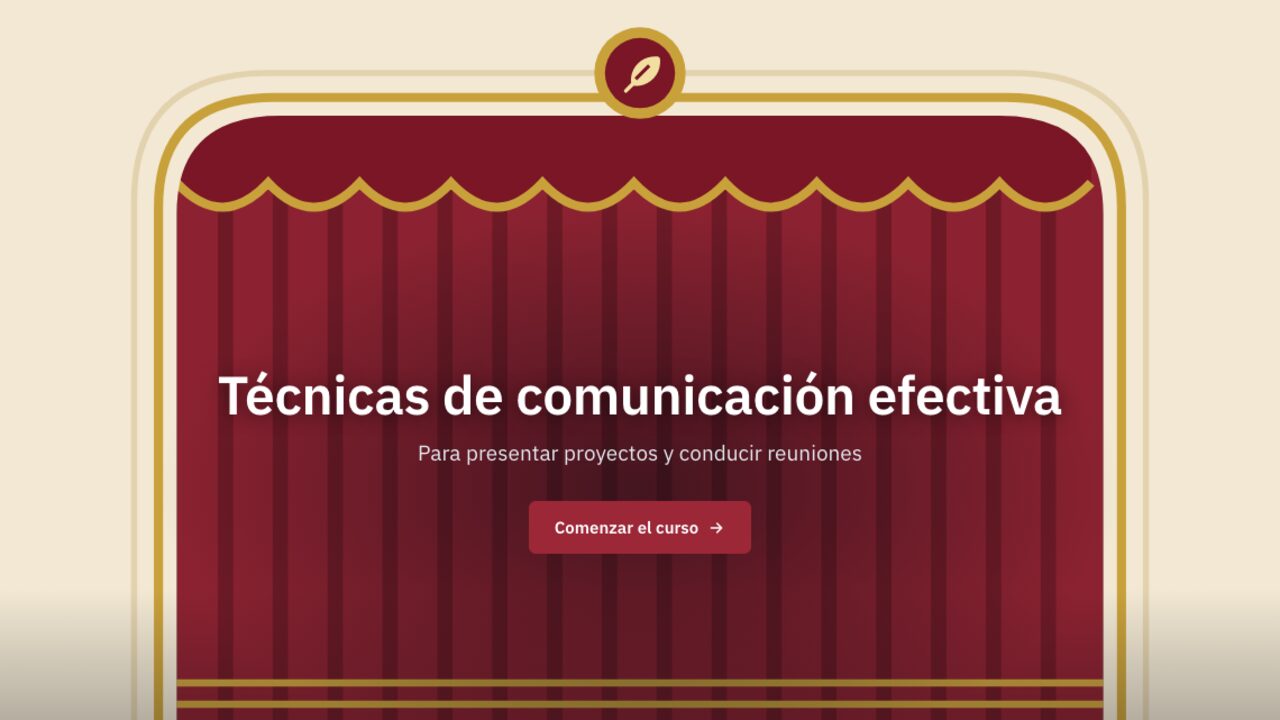 Técnicas de comunicación efectiva
Para presentar proyectos y conducir reuniones
Comenzar el curso →